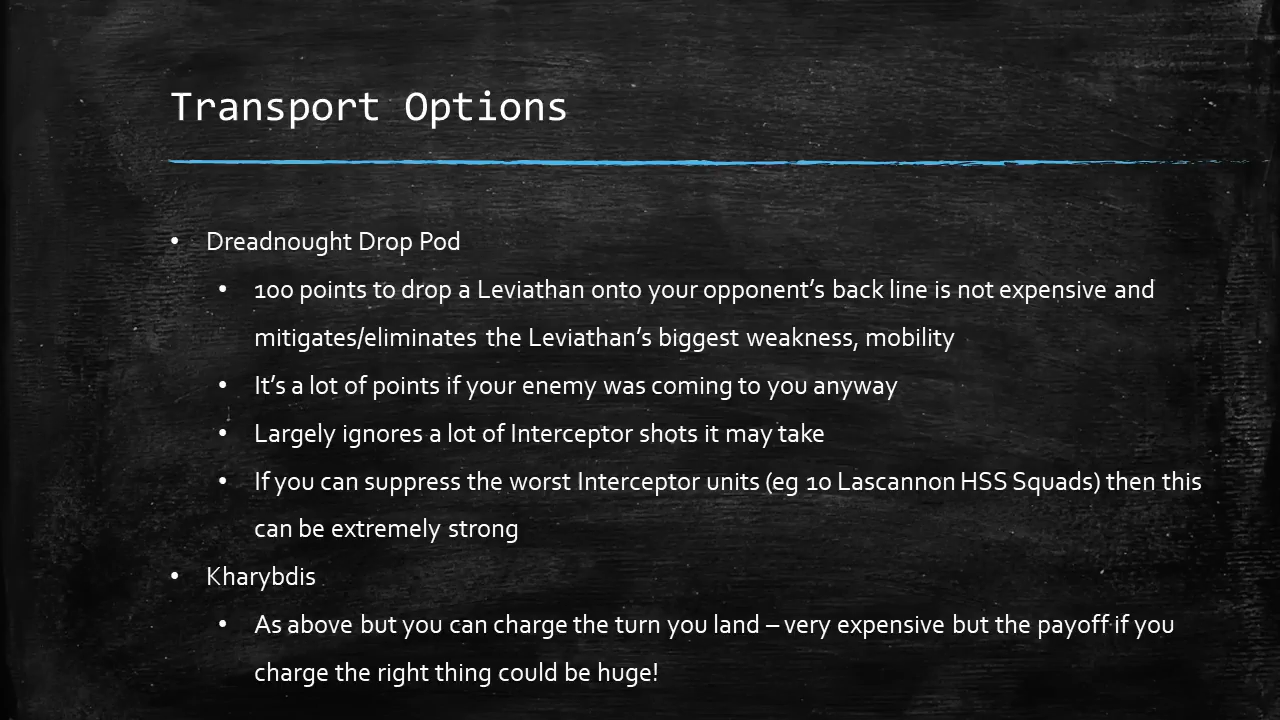 Transport Options
• Dreadnought Drop Pod
• 100 points to drop a Leviathan onto your opponent’s back line is not expensive and
mitigates/eliminates the Leviathan’s biggest weakness, mobility
• It’s a lot of points if your enemy was coming to you anyway
• Largely ignores a lot of Interceptor shots it may take
• If you can suppress the worst Interceptor units (eg 10 Lascannon HSS Squads) then this
can be extremely strong
• Kharybdis
• As above but you can charge the turn you land – very expensive but the payoff if you
charge the right thing could be huge!